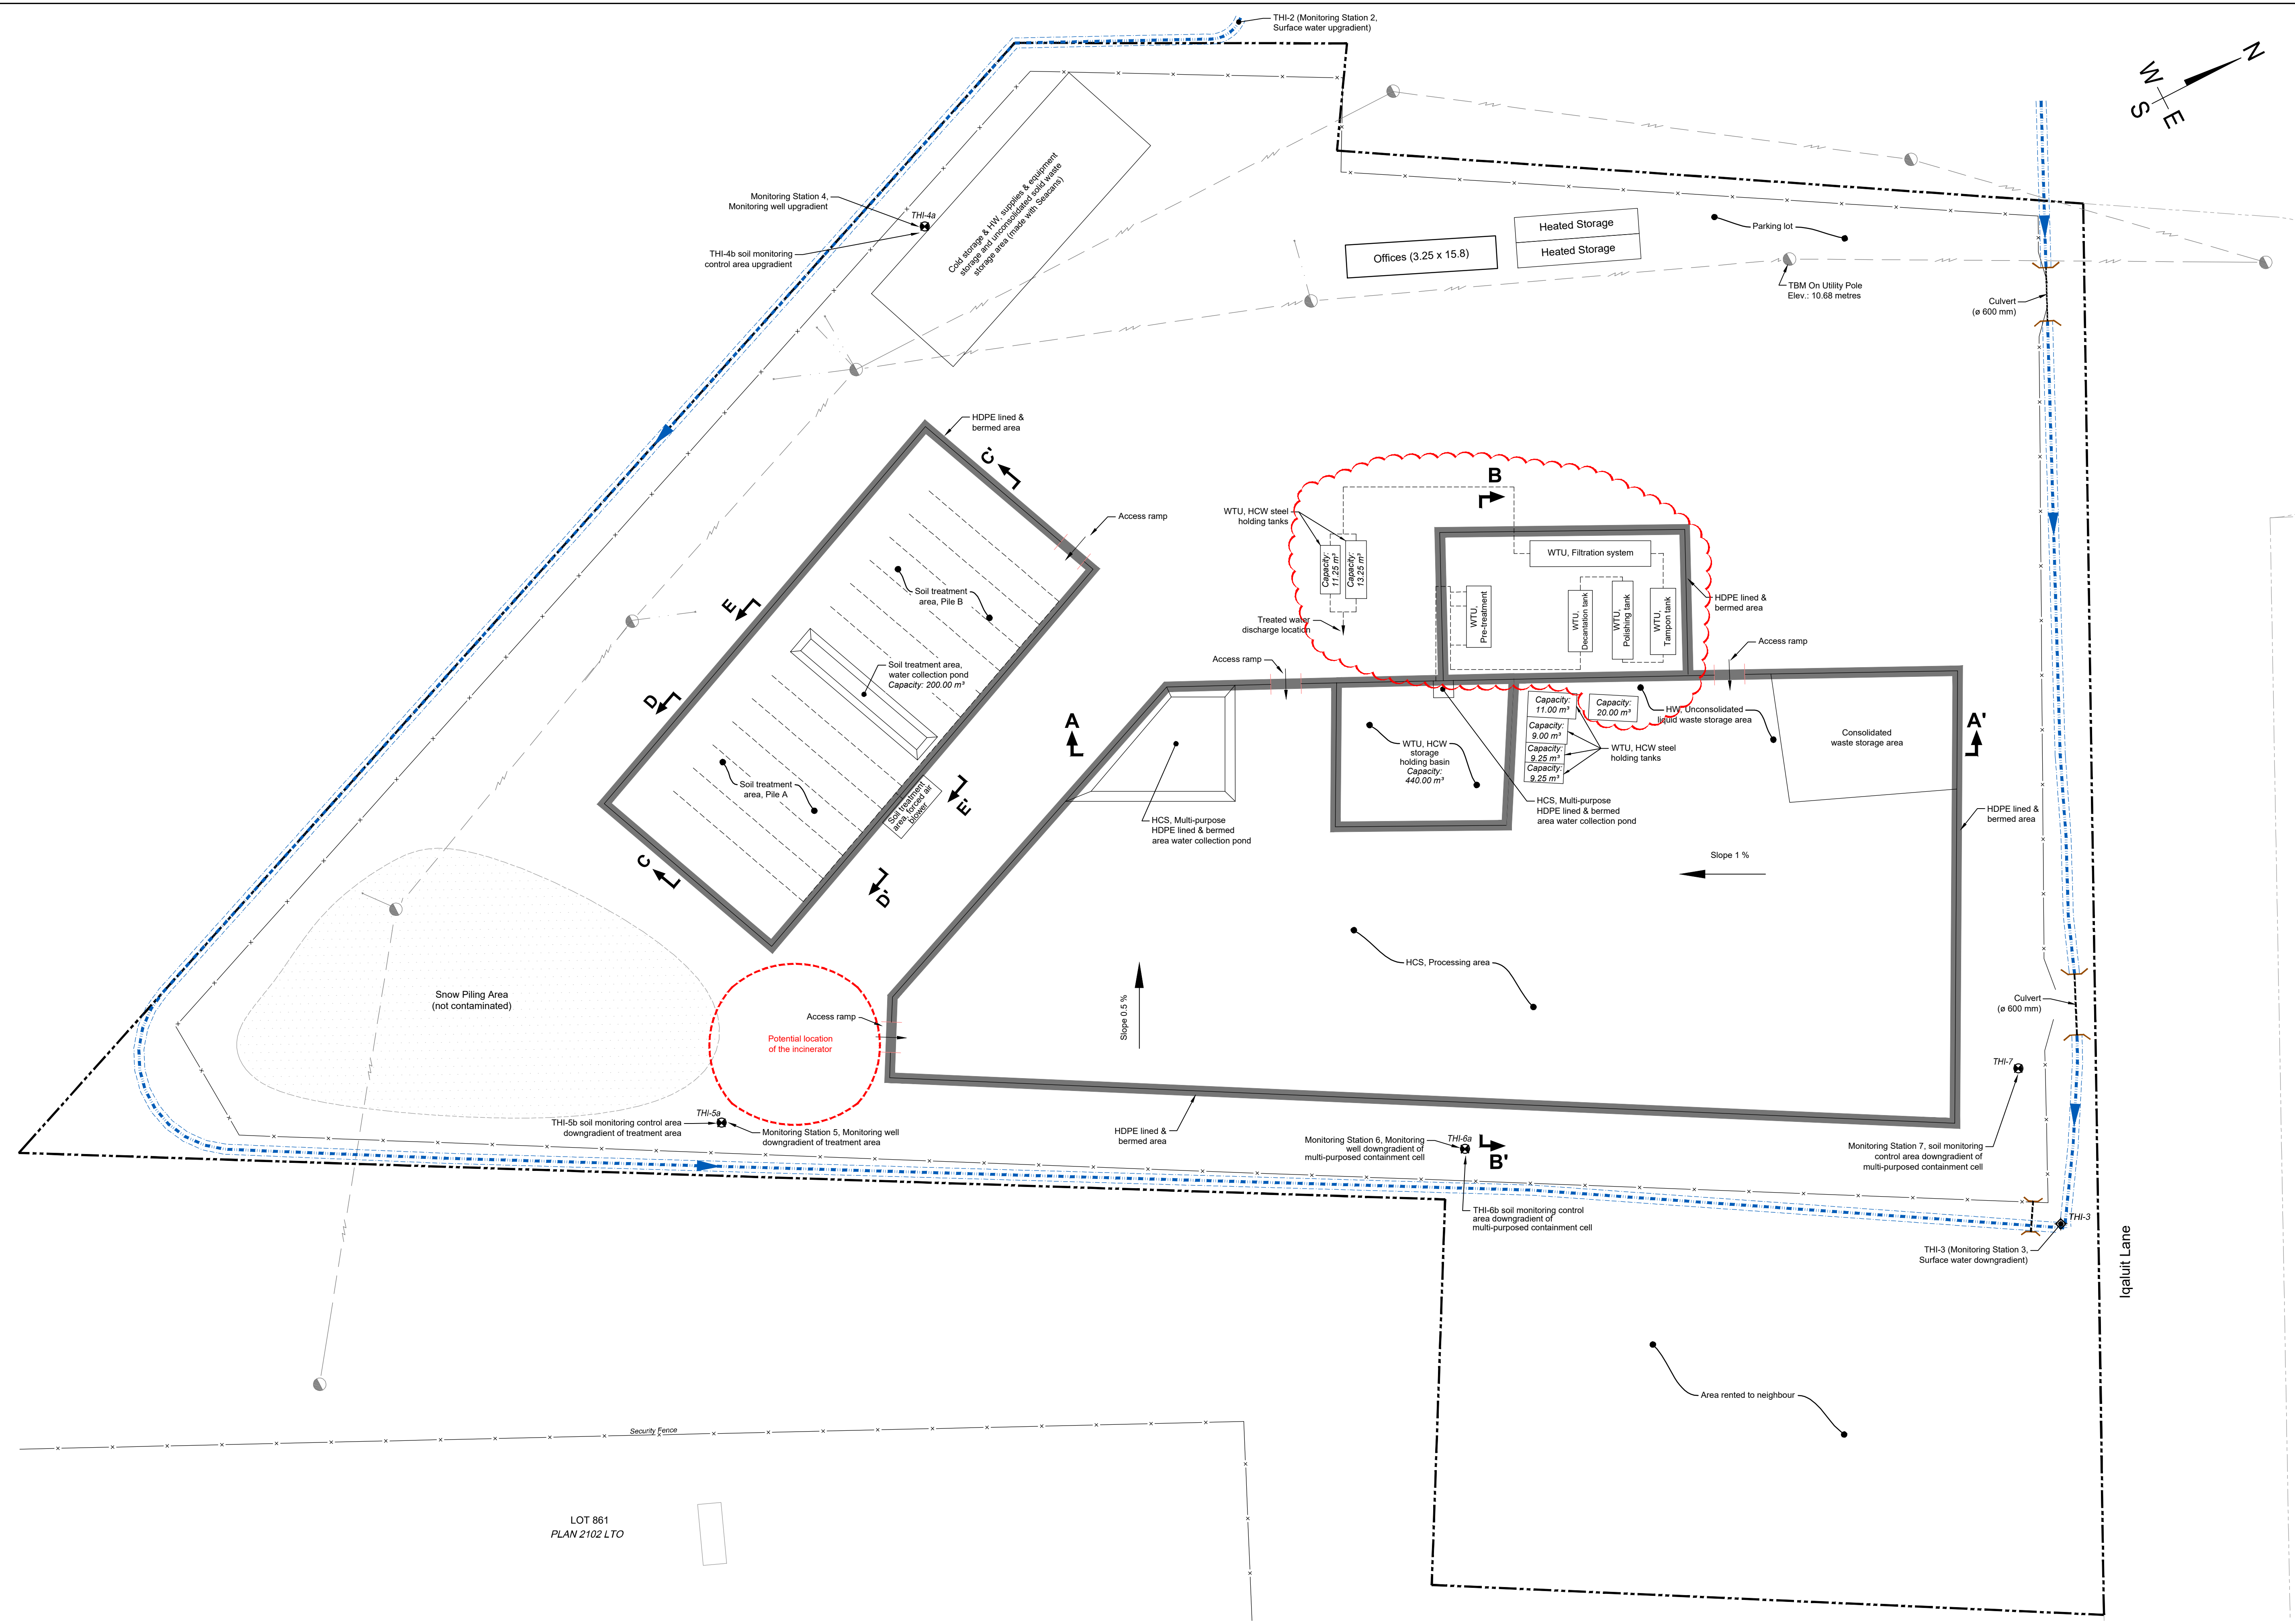 THI-2 (Monitoring Station 2,
Surface water upgradient)
N
W
S
E
Monitoring Station 4,
Monitoring well upgradient
THI-4a
THI-4b soil monitoring
control area upgradient
Cold storage & HW, supplies & equipment
storage and unconsolidated solid waste
storage area (made with Seacans)
Heated Storage
Heated Storage
Offices (3.25 x 15.8)
Parking lot
TBM On Utility Pole
Elev.: 10.68 metres
Culvert
(ø 600 mm)
HDPE lined &
bermed area
C'
Access ramp
B
WTU, HCW steel
holding tanks
Capacity:
11.25 m³
Capacity:
13.25 m³
WTU, Filtration system
WTU,
Pre-treatment
WTU,
Decantation tank
WTU,
Polishing tank
WTU,
Tampon tank
HDPE lined &
bermed area
Treated water
discharge location
Access ramp
Access ramp
E
Soil treatment
area, Pile B
Soil treatment area,
water collection pond
Capacity: 200.00 m³
D
A
A'
Capacity:
11.00 m³
Capacity:
20.00 m³
Capacity:
9.00 m³
Capacity:
9.25 m³
Capacity:
9.25 m³
HW, Unconsolidated
liquid waste storage area
Consolidated
waste storage area
WTU, HCW
storage
holding basin
Capacity:
440.00 m³
WTU, HCW steel
holding tanks
Soil treatment
area, Pile A
Soil treatment
area, forced air
blower
E'
HCS, Multi-purpose
HDPE lined & bermed
area water collection pond
HCS, Multi-purpose
HDPE lined & bermed
area water collection pond
HDPE lined &
bermed area
C
D'
Slope 1 %
HCS, Processing area
Slope 0.5 %
Snow Piling Area
(not contaminated)
Access ramp
Potential location
of the incinerator
Culvert
(ø 600 mm)
THI-7
THI-5a
THI-5b soil monitoring control area
downgradient of treatment area
Monitoring Station 5, Monitoring well
downgradient of treatment area
HDPE lined &
bermed area
Monitoring Station 6, Monitoring
well downgradient of
multi-purposed containment cell
THI-6a
B'
Monitoring Station 7, soil monitoring
control area downgradient of
multi-purposed containment cell
THI-6b soil monitoring control
area downgradient of
multi-purposed containment cell
THI-3
THI-3 (Monitoring Station 3,
Surface water downgradient)
Iqaluit Lane
Area rented to neighbour
Security Fence
LOT 861
PLAN 2102 LTO